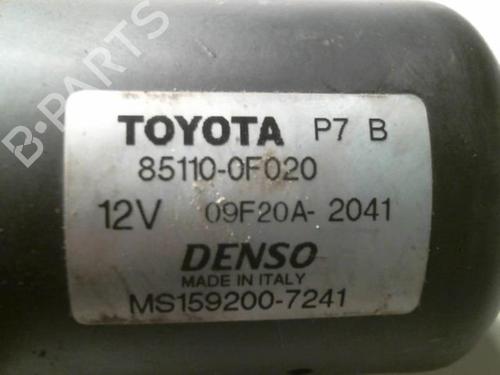 B-PARTS
TOYOTA P7 B
85110-0F020
12V 09F20A-2041
DENSO
MADE IN ITALY
MS159200-7241